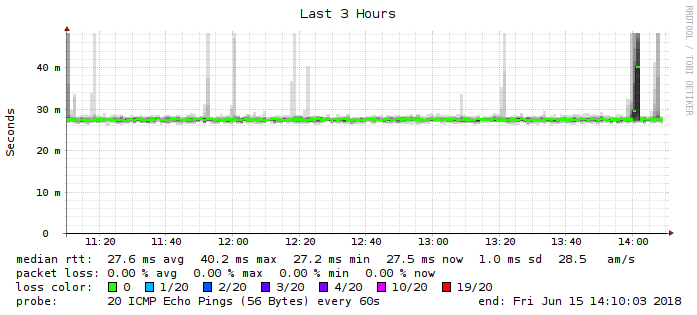 Last 3 Hours
RRDTOOL / TOBI OETIKER
Seconds
40 m
30 m
20 m
10 m
0
11:20 11:40 12:00 12:20 12:40 13:00 13:20 13:40 14:00
median rtt: 27.6 ms avg 40.2 ms max 27.2 ms min 27.5 ms now 1.0 ms sd 28.5 am/s
packet loss: 0.00 % avg 0.00 % max 0.00 % min 0.00 % now
loss color: 0 1/20 2/20 3/20 4/20 10/20 19/20
probe: 20 ICMP Echo Pings (56 Bytes) every 60s end: Fri Jun 15 14:10:03 2018